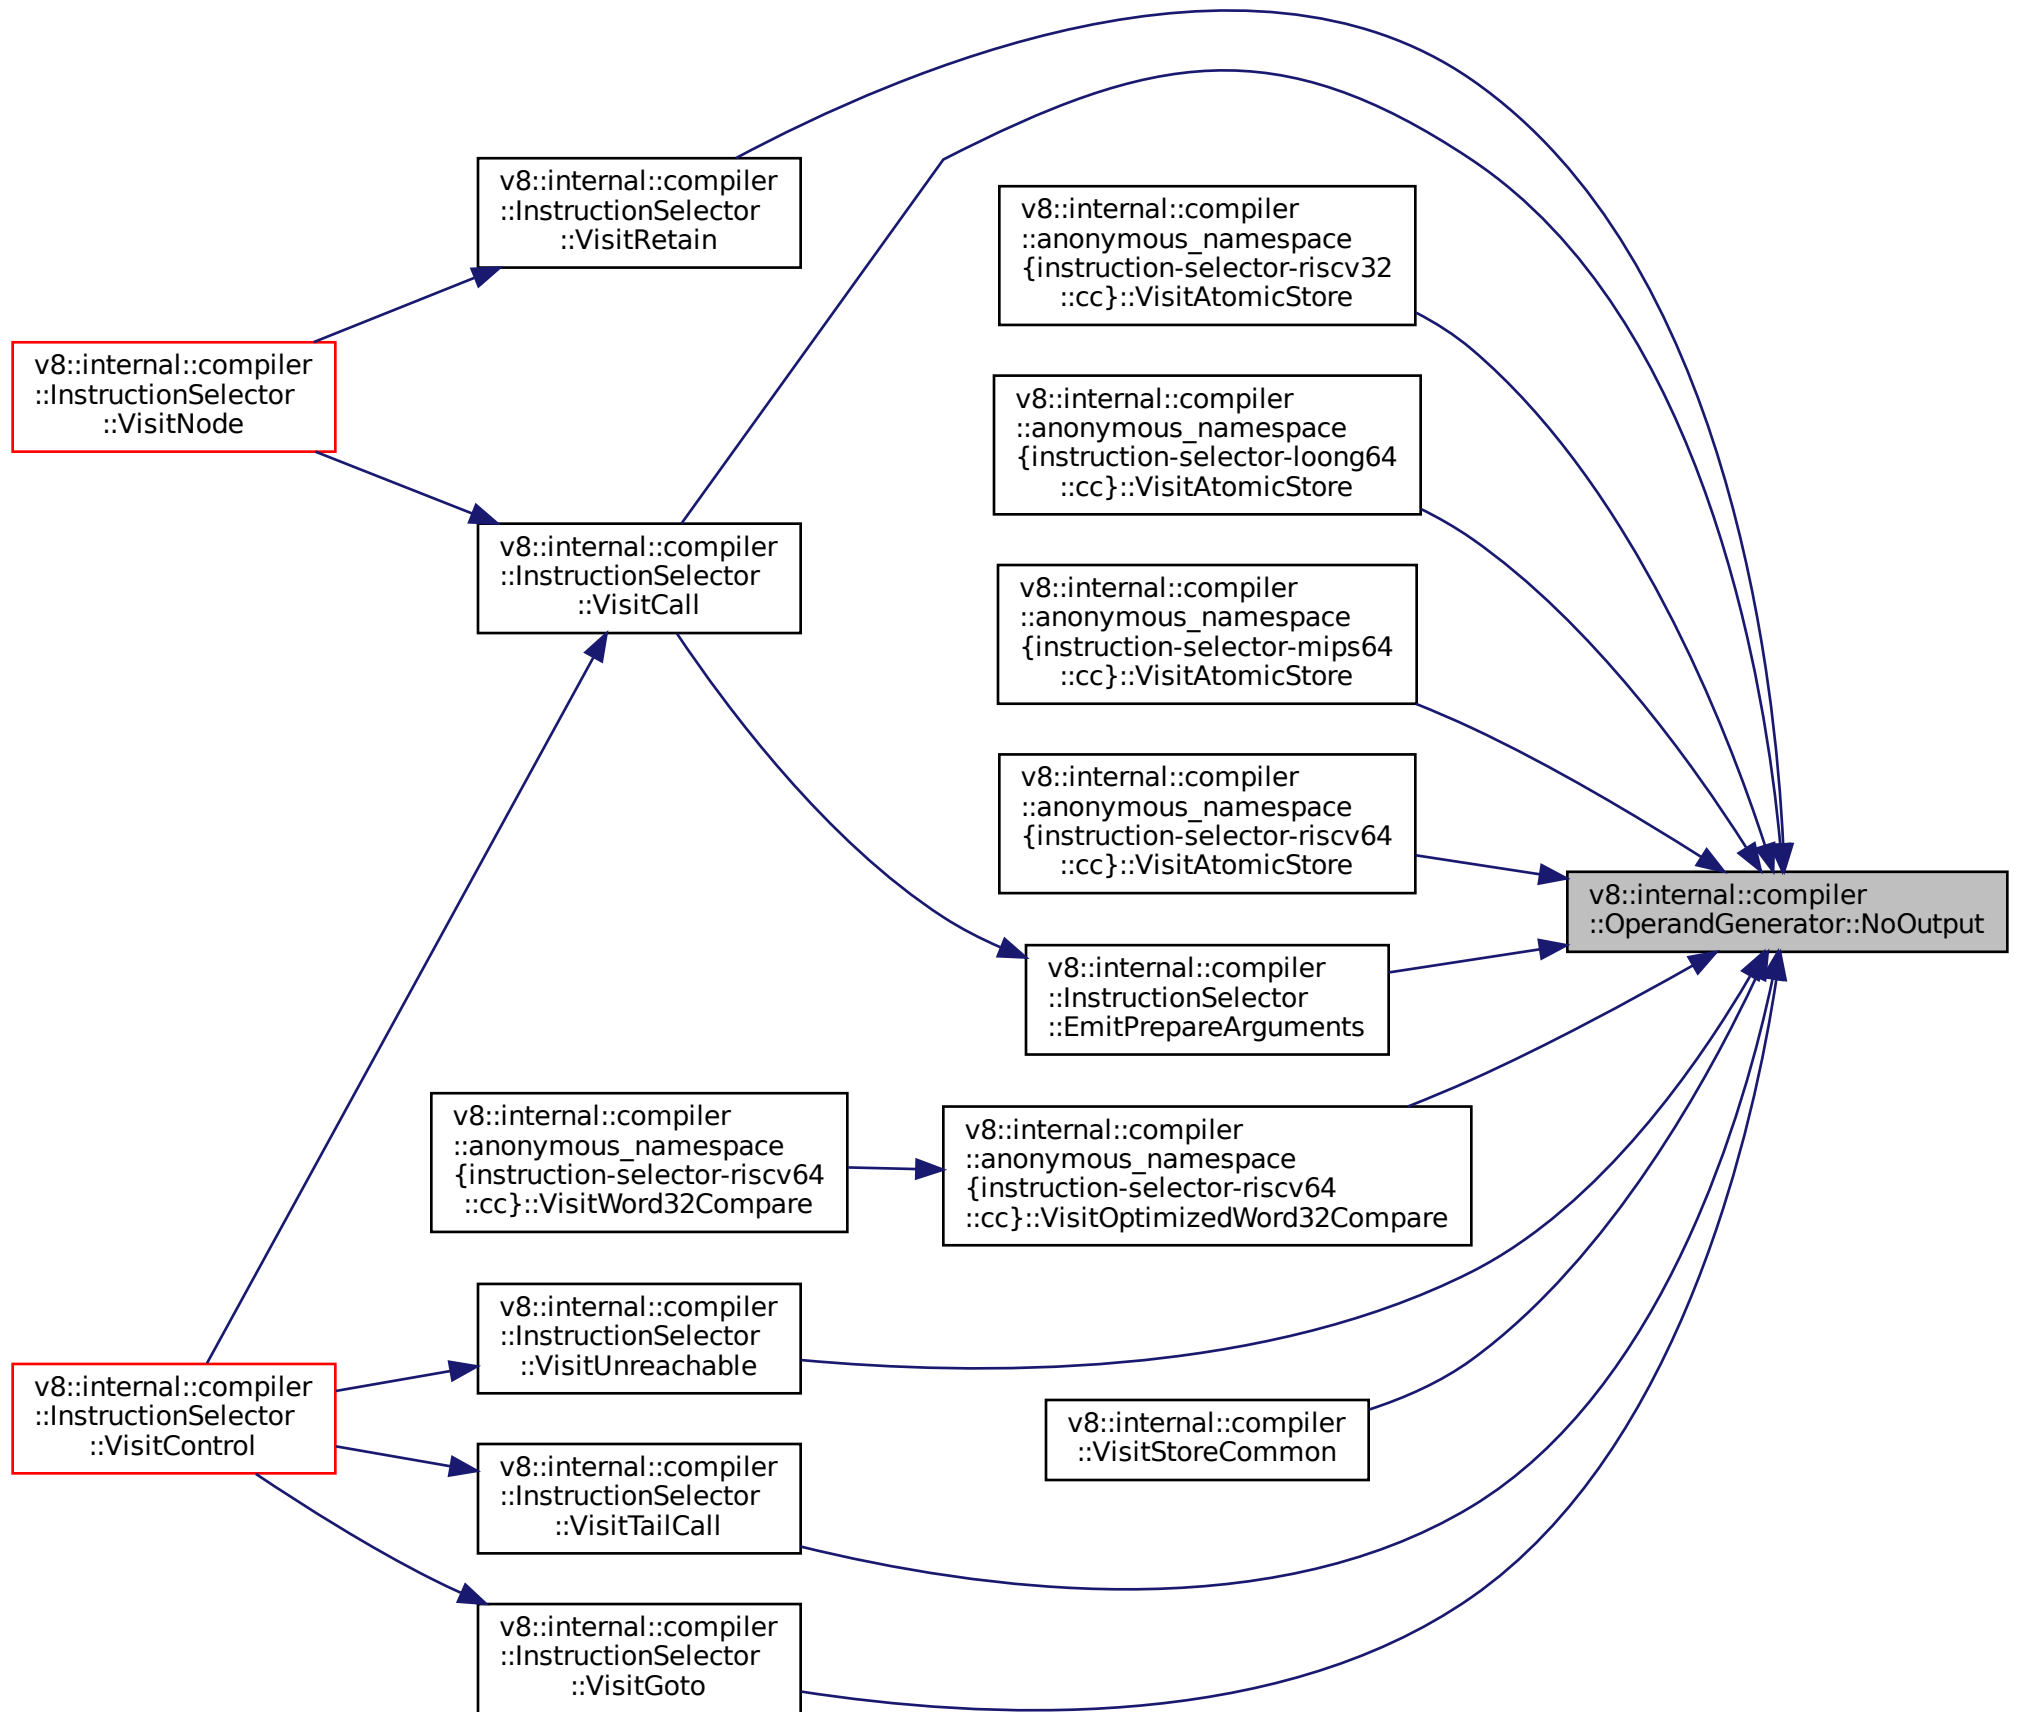 v8::internal::compiler
::InstructionSelector
::VisitRetain
v8::internal::compiler
::anonymous_namespace
{instruction-selector-riscv32
::cc}::VisitAtomicStore
v8::internal::compiler
::InstructionSelector
::VisitNode
v8::internal::compiler
::anonymous_namespace
{instruction-selector-loong64
::cc}::VisitAtomicStore
v8::internal::compiler
::InstructionSelector
::VisitCall
v8::internal::compiler
::anonymous_namespace
{instruction-selector-mips64
::cc}::VisitAtomicStore
v8::internal::compiler
::anonymous_namespace
{instruction-selector-riscv64
::cc}::VisitAtomicStore
v8::internal::compiler
::OperandGenerator::NoOutput
v8::internal::compiler
::InstructionSelector
::EmitPrepareArguments
v8::internal::compiler
::anonymous_namespace
{instruction-selector-riscv64
::cc}::VisitWord32Compare
v8::internal::compiler
::anonymous_namespace
{instruction-selector-riscv64
::cc}::VisitOptimizedWord32Compare
v8::internal::compiler
::InstructionSelector
::VisitUnreachable
v8::internal::compiler
::InstructionSelector
::VisitControl
v8::internal::compiler
::VisitStoreCommon
v8::internal::compiler
::InstructionSelector
::VisitTailCall
v8::internal::compiler
::InstructionSelector
::VisitGoto